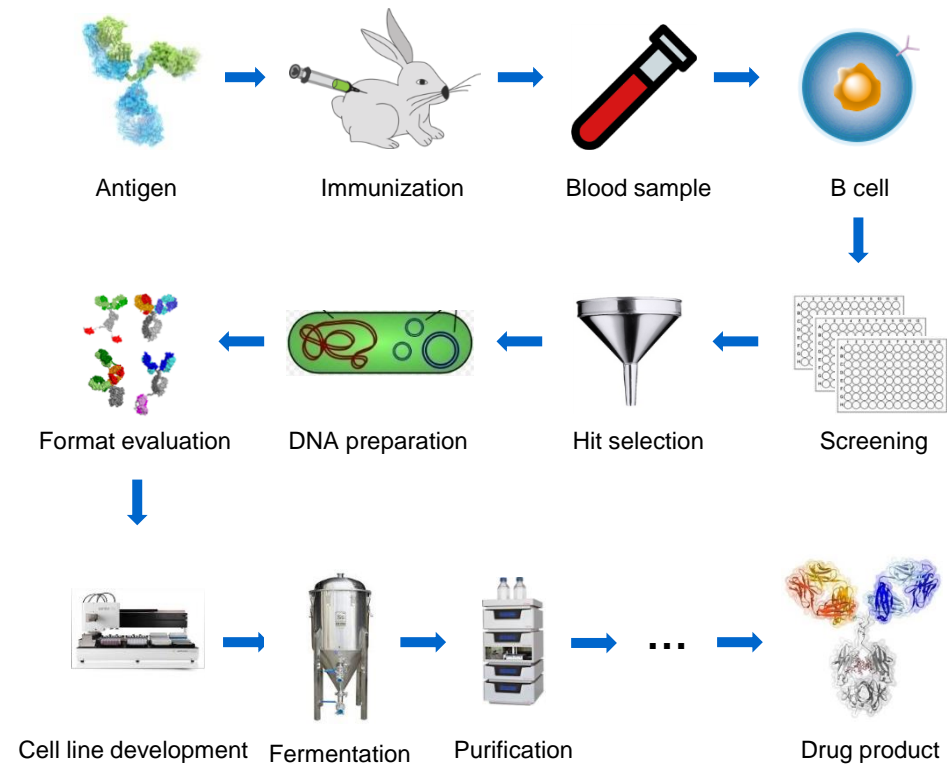 Antigen
Immunization
Blood sample
B cell
Format evaluation
DNA preparation
Hit selection
Screening
...
Cell line development
Fermentation
Purification
Drug product